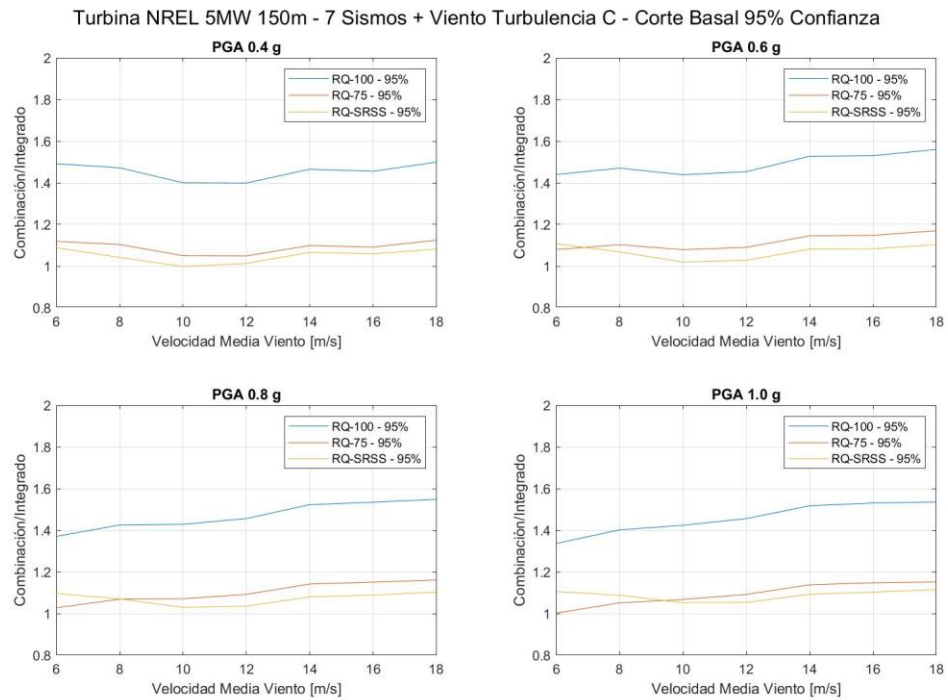 Turbina NREL 5MW 150m - 7 Sismos + Viento Turbulencia C - Corte Basal 95% Confianza
PGA 0.4 g
2
1.8
1.6
1.4
1.2
1
0.8
Combinación/Integrado
RQ-100 - 95%
RQ-75 - 95%
RQ-SRSS - 95%
6 8 10 12 14 16 18
Velocidad Media Viento [m/s]
PGA 0.6 g
2
1.8
1.6
1.4
1.2
1
0.8
Combinación/Integrado
RQ-100 - 95%
RQ-75 - 95%
RQ-SRSS - 95%
6 8 10 12 14 16 18
Velocidad Media Viento [m/s]
PGA 0.8 g
2
1.8
1.6
1.4
1.2
1
0.8
Combinación/Integrado
RQ-100 - 95%
RQ-75 - 95%
RQ-SRSS - 95%
6 8 10 12 14 16 18
Velocidad Media Viento [m/s]
PGA 1.0 g
2
1.8
1.6
1.4
1.2
1
0.8
Combinación/Integrado
RQ-100 - 95%
RQ-75 - 95%
RQ-SRSS - 95%
6 8 10 12 14 16 18
Velocidad Media Viento [m/s]